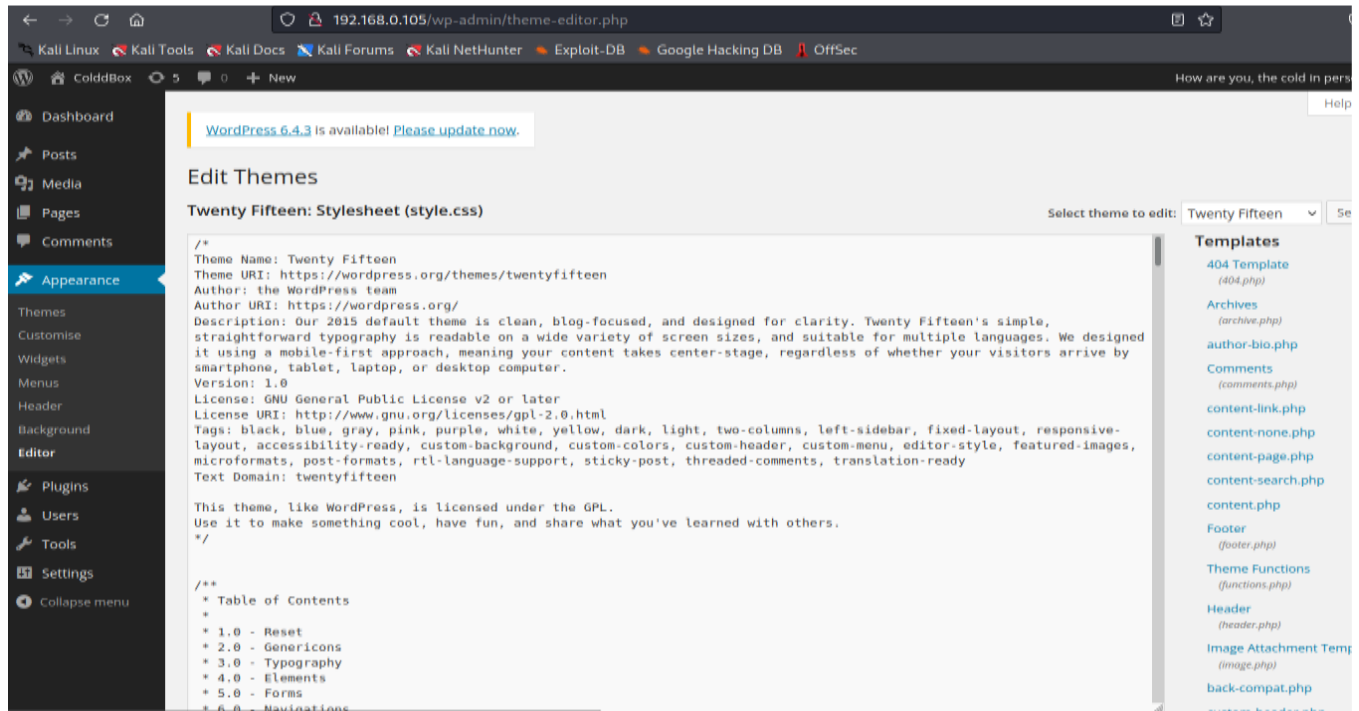 192.168.0.105/wp-admin/theme-editor.php
Kali Linux Kali Tools Kali Docs Kali Forums Kali NetHunter Exploit-DB Google Hacking DB OffSec
ColddBox 5 0 New How are you, the cold in pers
Help
Dashboard
Posts
Media
Pages
Comments
Appearance
Themes
Customise
Widgets
Menus
Header
Background
Editor
Plugins
Users
Tools
Settings
Collapse menu
WordPress 6.4.3 is available! Please update now.
Edit Themes
Twenty Fifteen: Stylesheet (style.css)
Select theme to edit: Twenty Fifteen Se
/*
Theme Name: Twenty Fifteen
Theme URI: https://wordpress.org/themes/twentyfifteen
Author: the WordPress team
Author URI: https://wordpress.org/
Description: Our 2015 default theme is clean, blog-focused, and designed for clarity. Twenty Fifteen's simple,
straightforward typography is readable on a wide variety of screen sizes, and suitable for multiple languages. We designed
it using a mobile-first approach, meaning your content takes center-stage, regardless of whether your visitors arrive by
smartphone, tablet, laptop, or desktop computer.
Version: 1.0
License: GNU General Public License v2 or later
License URI: http://www.gnu.org/licenses/gpl-2.0.html
Tags: black, blue, gray, pink, purple, white, yellow, dark, light, two-columns, left-sidebar, fixed-layout, responsive-
layout, accessibility-ready, custom-background, custom-colors, custom-header, custom-menu, editor-style, featured-images,
microformats, post-formats, rtl-language-support, sticky-post, threaded-comments, translation-ready
Text Domain: twentyfifteen
This theme, like WordPress, is licensed under the GPL.
Use it to make something cool, have fun, and share what you've learned with others.
*/
/**
* Table of Contents
*
* 1.0 - Reset
* 2.0 - Genericons
* 3.0 - Typography
* 4.0 - Elements
* 5.0 - Forms
* 6.0 - Navigations
Templates
404 Template
(404.php)
Archives
(archive.php)
author-bio.php
Comments
(comments.php)
content-link.php
content-none.php
content-page.php
content-search.php
content.php
Footer
(footer.php)
Theme Functions
(functions.php)
Header
(header.php)
Image Attachment Temp
(image.php)
back-compat.php
custom-header.php